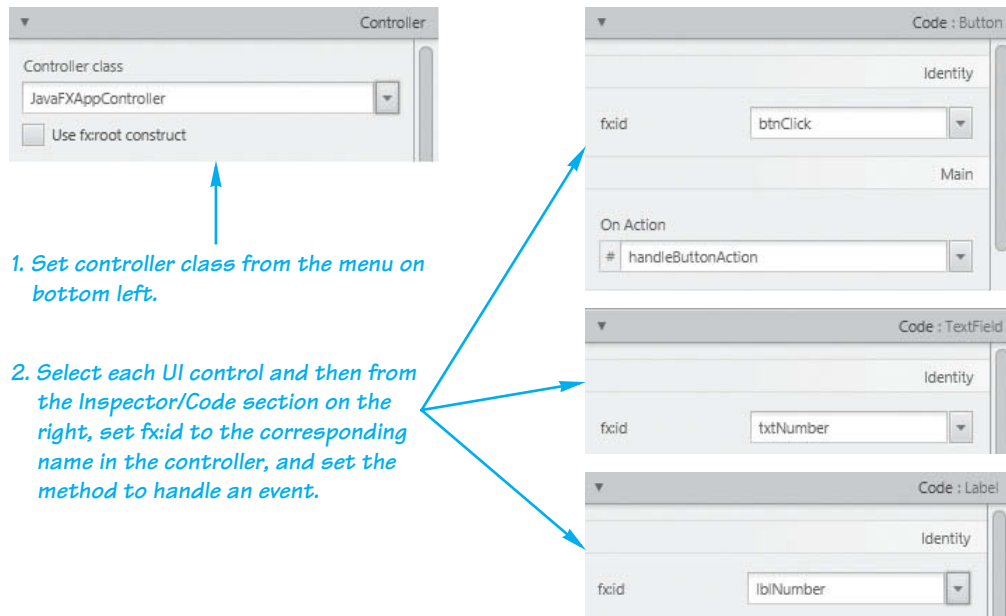 Controller
Controller class
JavaFXAppController
Use fx:root construct
1. Set controller class from the menu on
bottom left.
2. Select each UI control and then from
the Inspector/Code section on the
right, set fx:id to the corresponding
name in the controller, and set the
method to handle an event.
Code : Button
Identity
fx:id
btnClick
Main
On Action
# handleButtonAction
Code : TextField
Identity
fx:id
txtNumber
Code : Label
Identity
fx:id
lblNumber